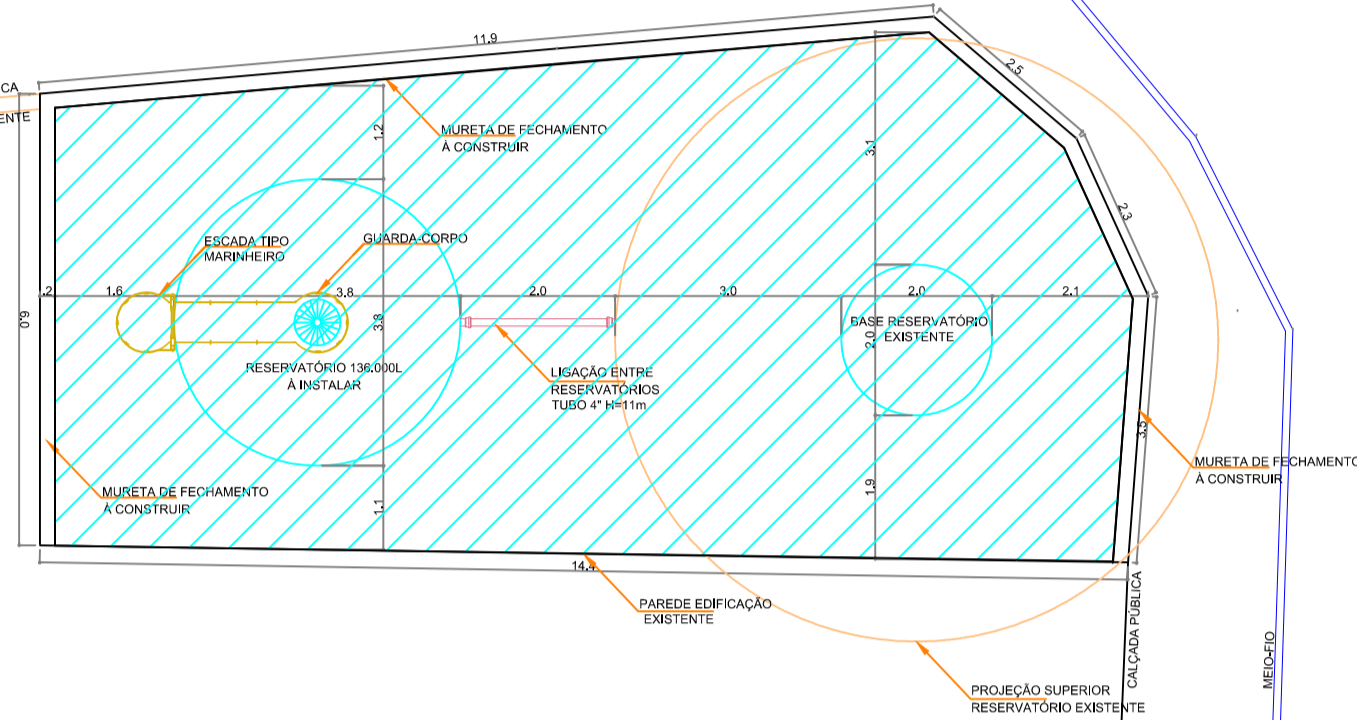 11.9
2.5
CA
ENTE
1.2
MURETA DE FECHAMENTO
À CONSTRUIR
3.1
2.3
ESCADA TIPO
MARINHEIRO
GUARDA-CORPO
.2
1.6
3.8
2.0
3.0
2.0
2.1
6.0
3.8
2.0
BASE RESERVATÓRIO
EXISTENTE
RESERVATÓRIO 136.000L
À INSTALAR
LIGAÇÃO ENTRE
RESERVATÓRIOS
TUBO 4" H=11m
3.5
MURETA DE FECHAMENTO
À CONSTRUIR
MURETA DE FECHAMENTO
À CONSTRUIR
1.1
1.9
14.4
PAREDE EDIFICAÇÃO
EXISTENTE
CALÇADA PÚBLICA
MEIO-FIO
PROJEÇÃO SUPERIOR
RESERVATÓRIO EXISTENTE